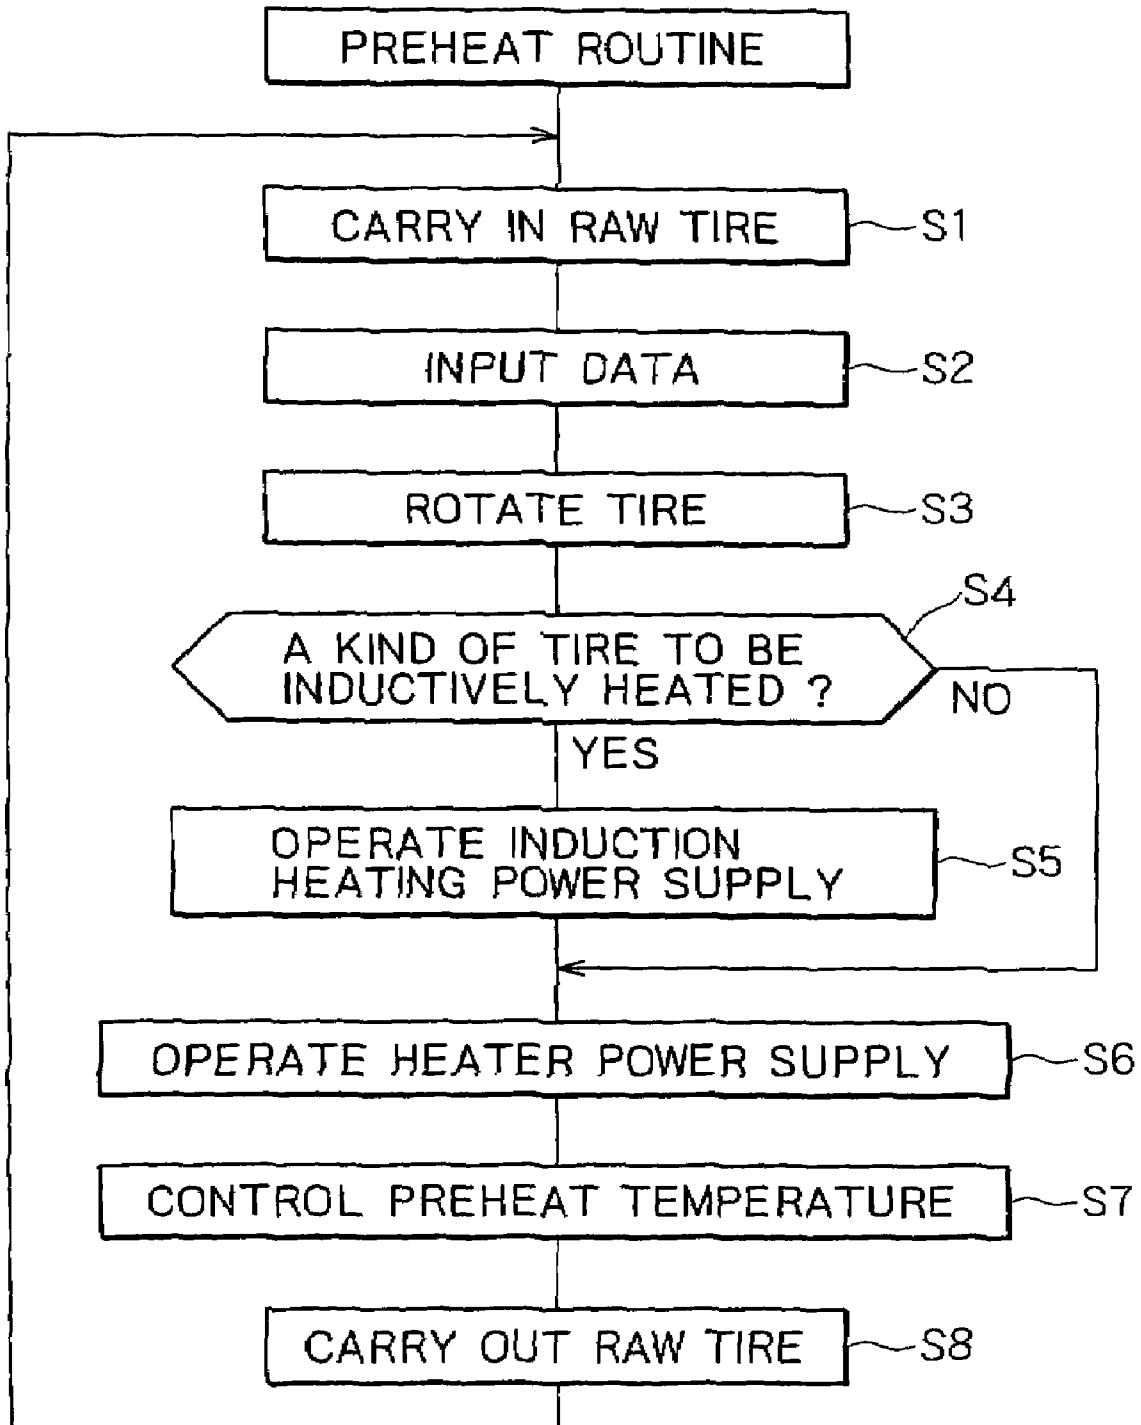 PREHEAT ROUTINE
CARRY IN RAW TIRE
S1
INPUT DATA
S2
ROTATE TIRE
S3
S4
A KIND OF TIRE TO BE
INDUCTIVELY HEATED ?
NO
YES
OPERATE INDUCTION
HEATING POWER SUPPLY
S5
OPERATE HEATER POWER SUPPLY
S6
CONTROL PREHEAT TEMPERATURE
S7
CARRY OUT RAW TIRE
S8